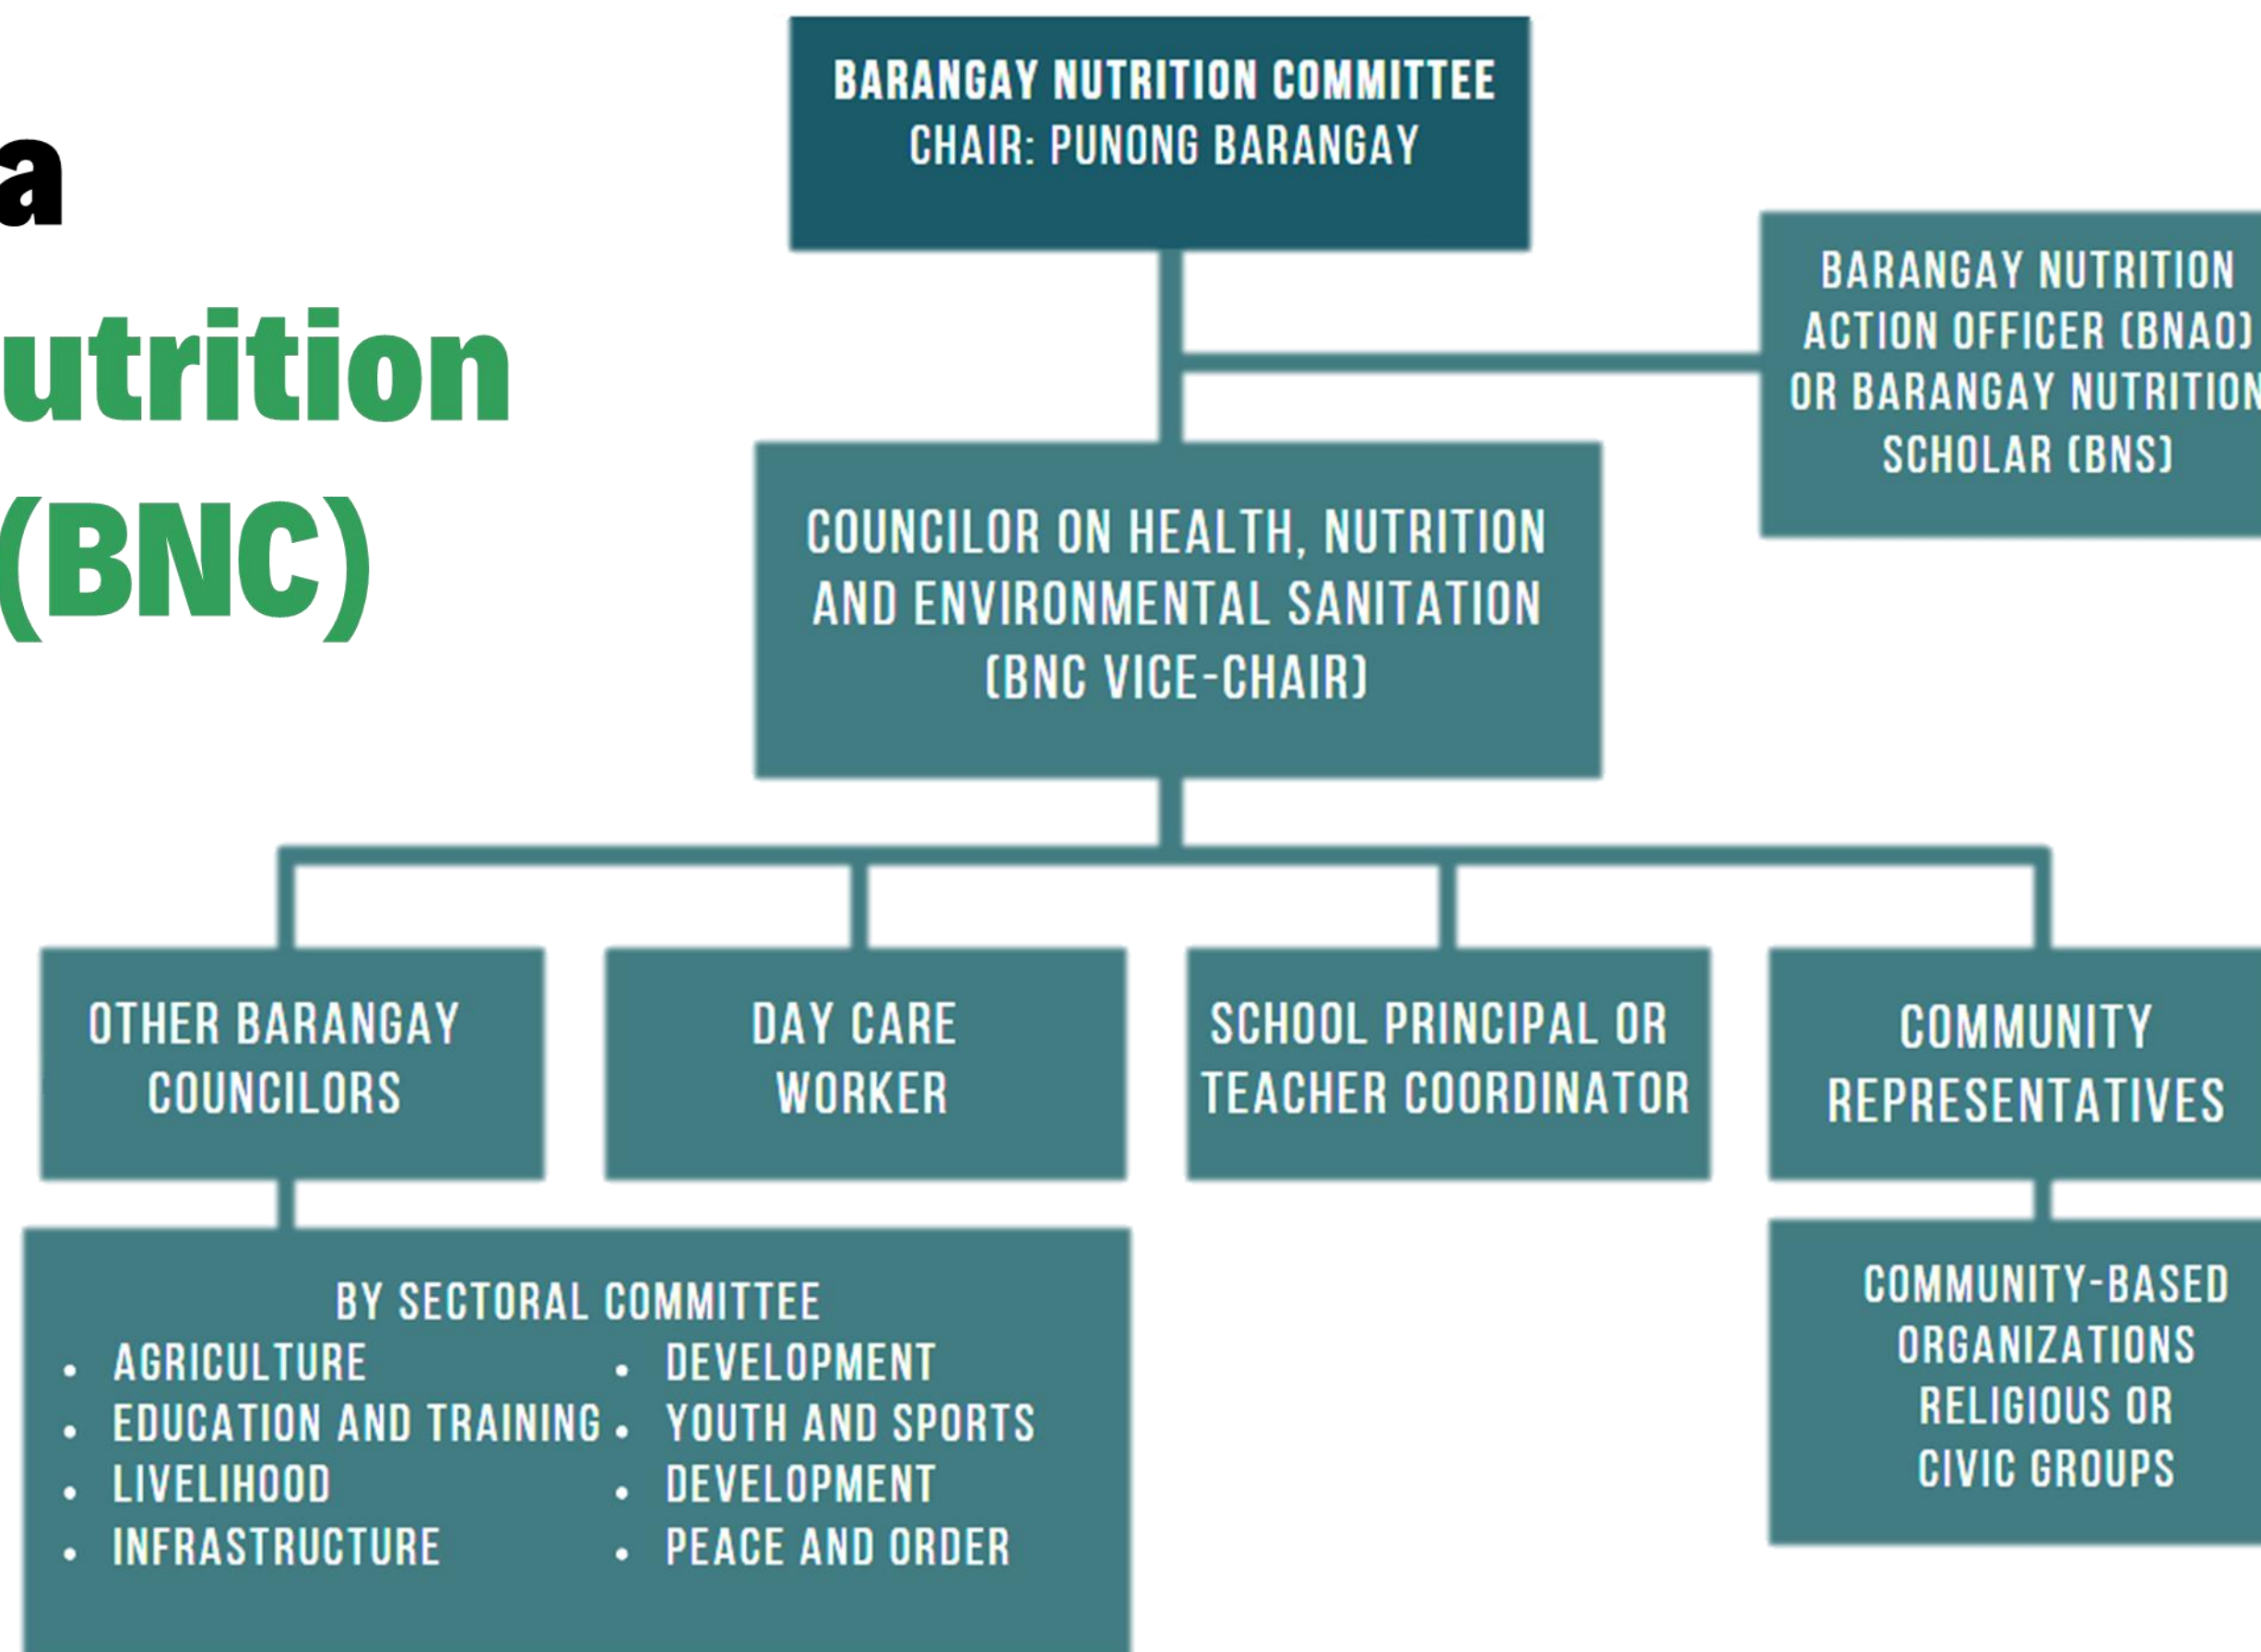 a
utrition
(BNC)
BARANGAY NUTRITION COMMITTEE
CHAIR: PUNONG BARANGAY
BARANGAY NUTRITION
ACTION OFFICER (BNAO)
OR BARANGAY NUTRITION
SCHOLAR (BNS)
COUNCILOR ON HEALTH, NUTRITION
AND ENVIRONMENTAL SANITATION
(BNC VICE-CHAIR)
OTHER BARANGAY
COUNCILORS
DAY CARE
WORKER
SCHOOL PRINCIPAL OR
TEACHER COORDINATOR
COMMUNITY
REPRESENTATIVES
BY SECTORAL COMMITTEE
• AGRICULTURE
• EDUCATION AND TRAINING
• LIVELIHOOD
• INFRASTRUCTURE
• DEVELOPMENT
• YOUTH AND SPORTS
• DEVELOPMENT
• PEACE AND ORDER
COMMUNITY-BASED
ORGANIZATIONS
RELIGIOUS OR
CIVIC GROUPS